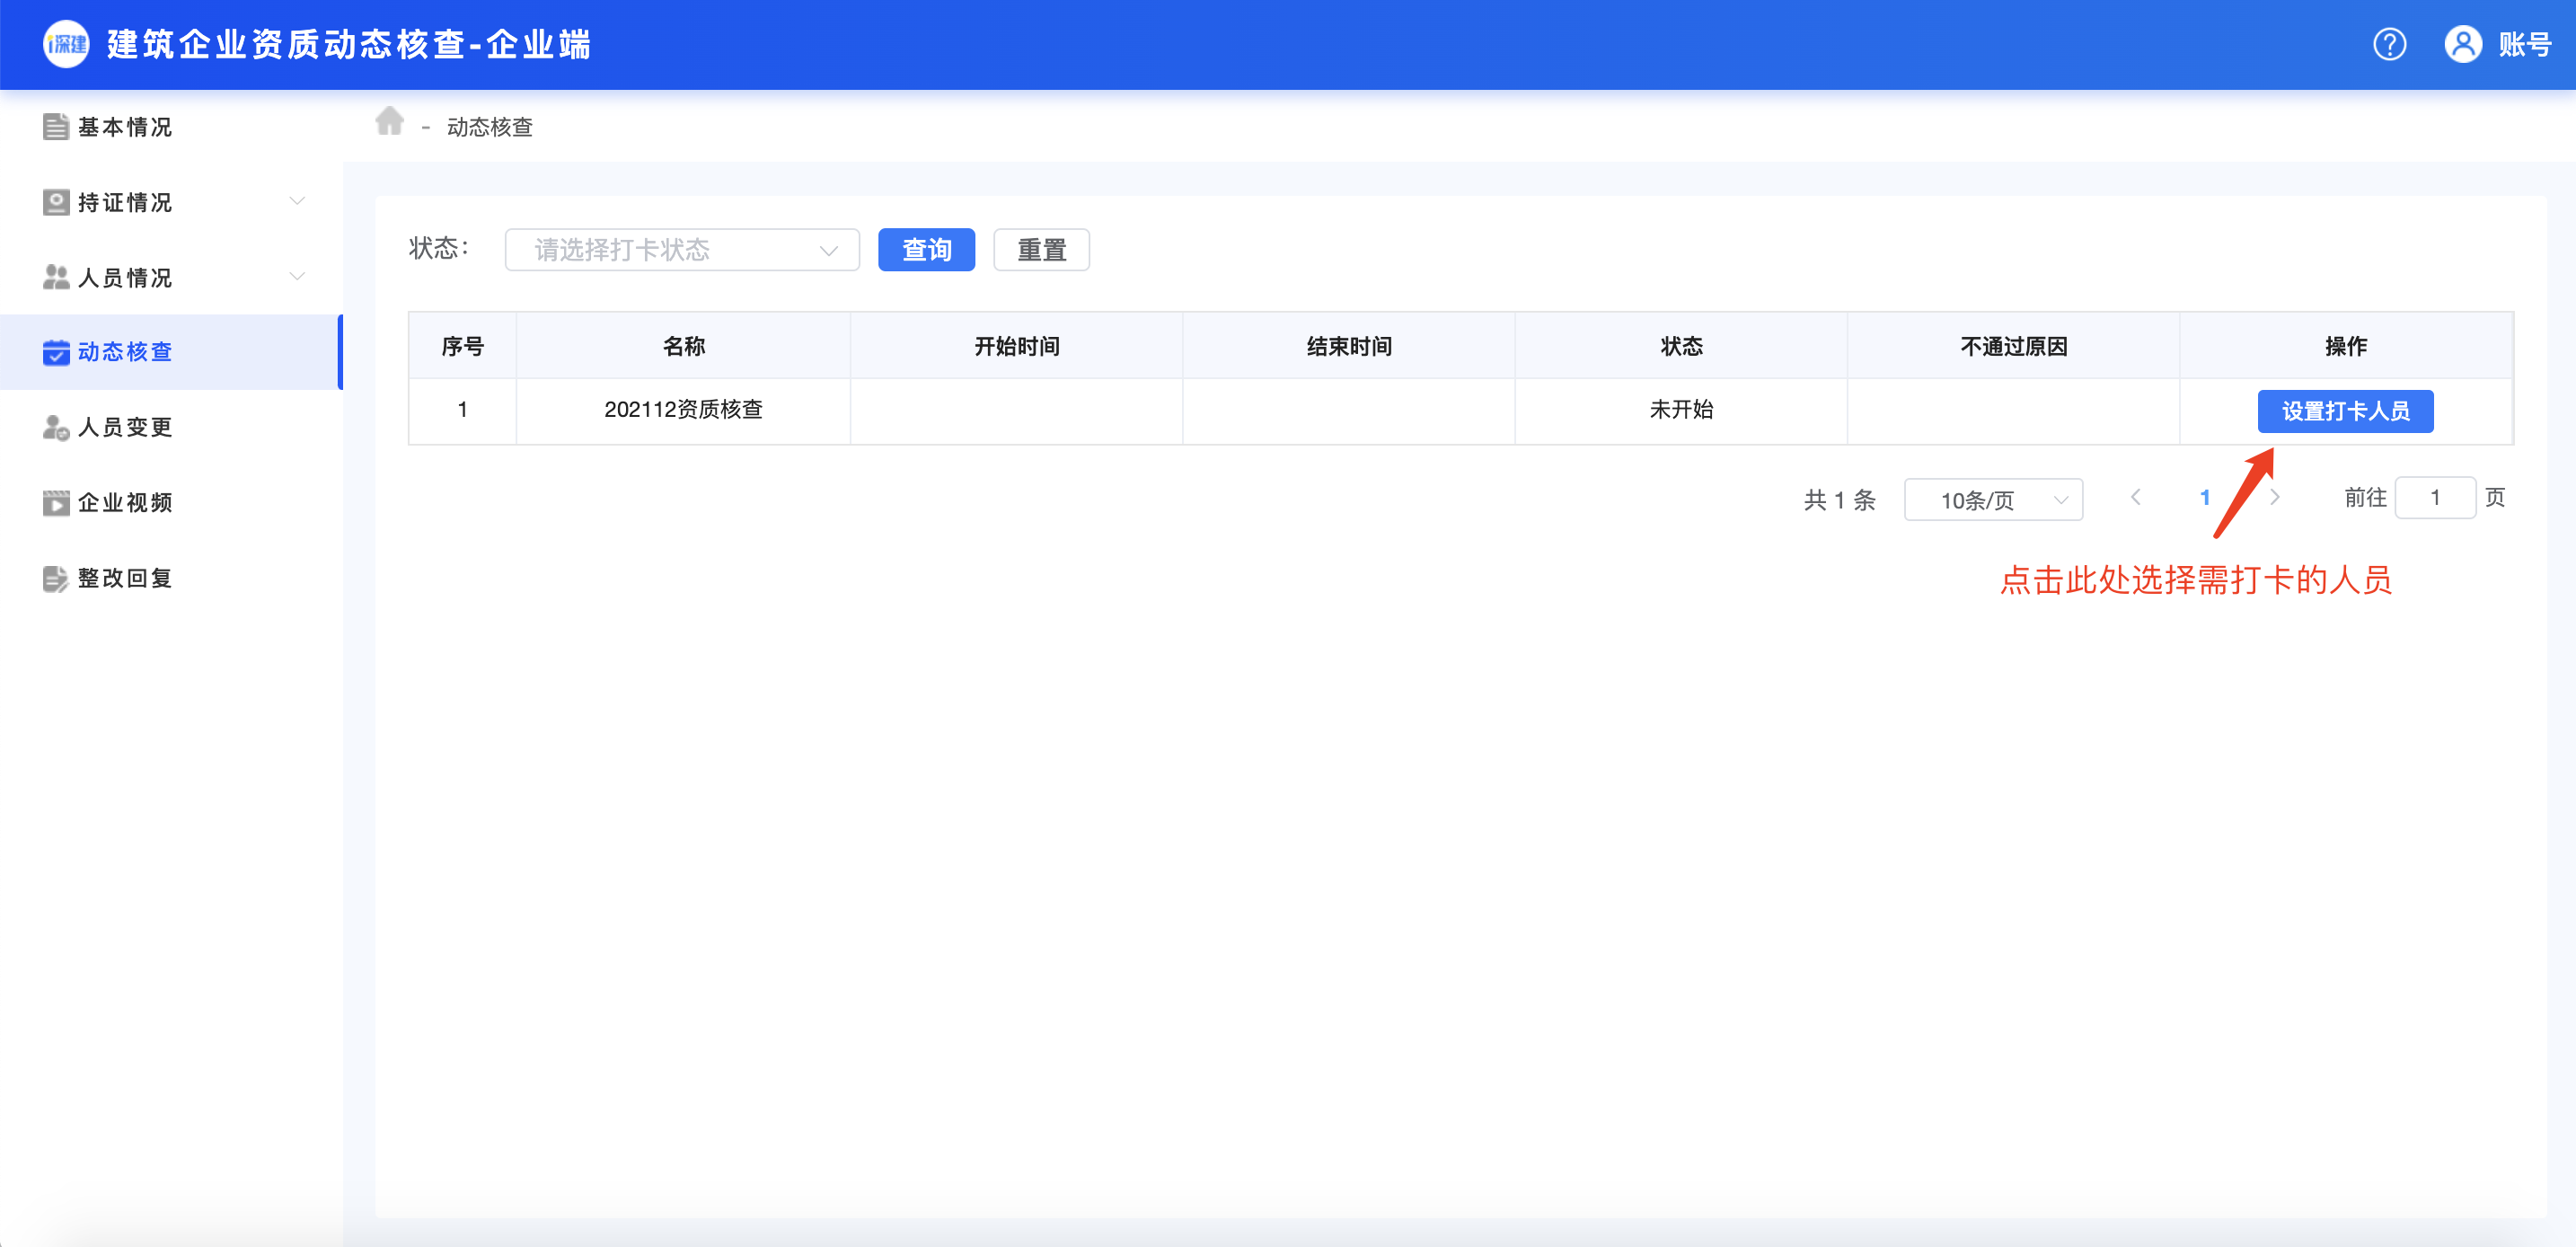 i深建 建筑企业资质动态核查-企业端 ? 账号
基本情况
持证情况
人员情况
动态核查
人员变更
企业视频
整改回复
- 动态核查
状态： 请选择打卡状态 查询 重置
序号 名称 开始时间 结束时间 状态 不通过原因 操作
1 202112资质核查 未开始 设置打卡人员
共 1 条 10条/页 1 前往 1 页
点击此处选择需打卡的人员